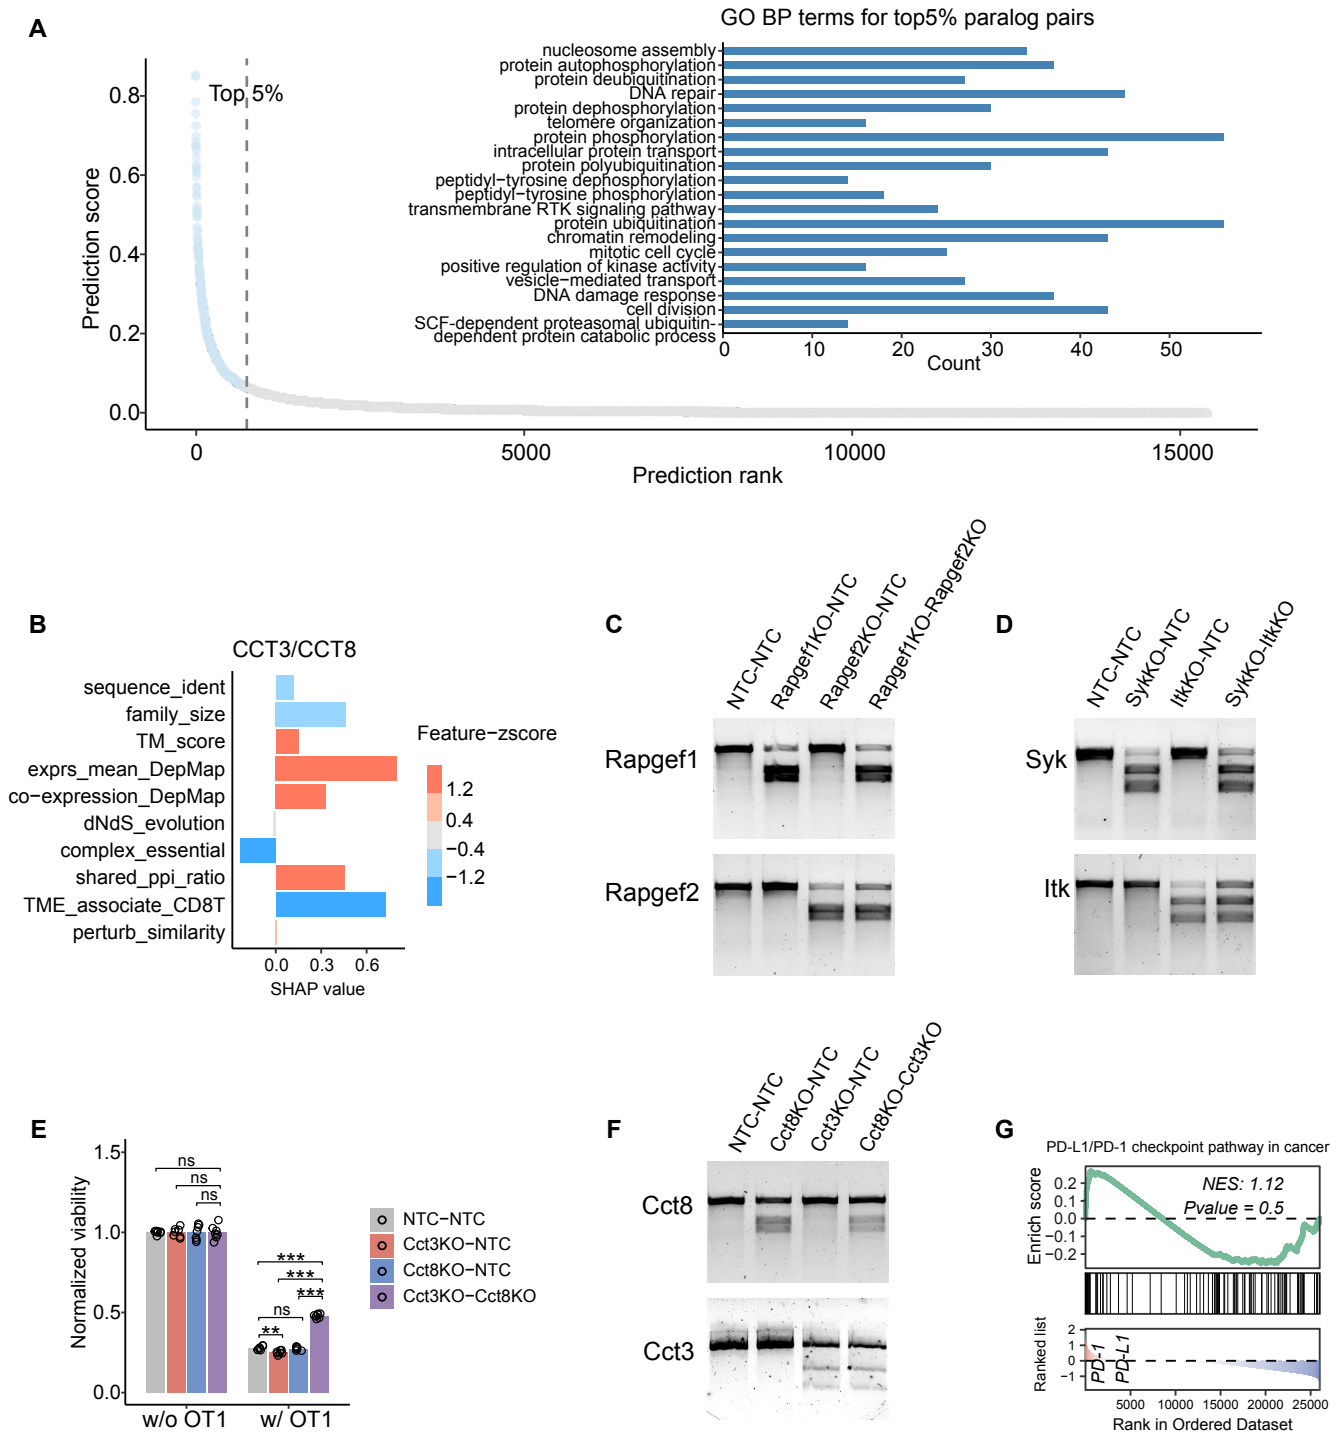 A
GO BP terms for top5% paralog pairs
Prediction score
0.8
0.6
0.4
0.2
0.0
Top 5%
nucleosome assembly
protein autophosphorylation
protein deubiquitination
DNA repair
protein dephosphorylation
telomere organization
protein phosphorylation
intracellular protein transport
protein polyubiquitination
peptidyl−tyrosine dephosphorylation
peptidyl−tyrosine phosphorylation
transmembrane RTK signaling pathway
protein ubiquitination
chromatin remodeling
mitotic cell cycle
positive regulation of kinase activity
vesicle−mediated transport
DNA damage response
cell division
SCF-dependent proteasomal ubiquitin-
dependent protein catabolic process
0 10 20 30 40 50
Count
0 5000 10000 15000
Prediction rank
B
CCT3/CCT8
sequence_ident
family_size
TM_score
exprs_mean_DepMap
co−expression_DepMap
dNdS_evolution
complex_essential
shared_ppi_ratio
TME_associate_CD8T
perturb_similarity
0.0 0.3 0.6
SHAP value
Feature−zscore
1.2
0.4
−0.4
−1.2
C
NTC-NTC
Rapgef1KO-NTC
Rapgef2KO-NTC
Rapgef1KO-Rapgef2KO
Rapgef1
Rapgef2
D
NTC-NTC
SykKO-NTC
ItkKO-NTC
SykKO-ItkKO
Syk
Itk
E
Normalized viability
1.5
1.0
0.5
0.0
ns
ns
ns
***
***
***
ns
**
w/o OT1 w/ OT1
NTC−NTC
Cct3KO−NTC
Cct8KO−NTC
Cct3KO−Cct8KO
F
NTC-NTC
Cct8KO-NTC
Cct3KO-NTC
Cct8KO-Cct3KO
Cct8
Cct3
G
PD-L1/PD-1 checkpoint pathway in cancer
Enrich score
0.2
0.1
0.0
−0.1
−0.2
NES: 1.12
Pvalue = 0.5
Ranked list
2
1
0
−1
PD-1
PD-L1
5000 10000 15000 20000 25000
Rank in Ordered Dataset